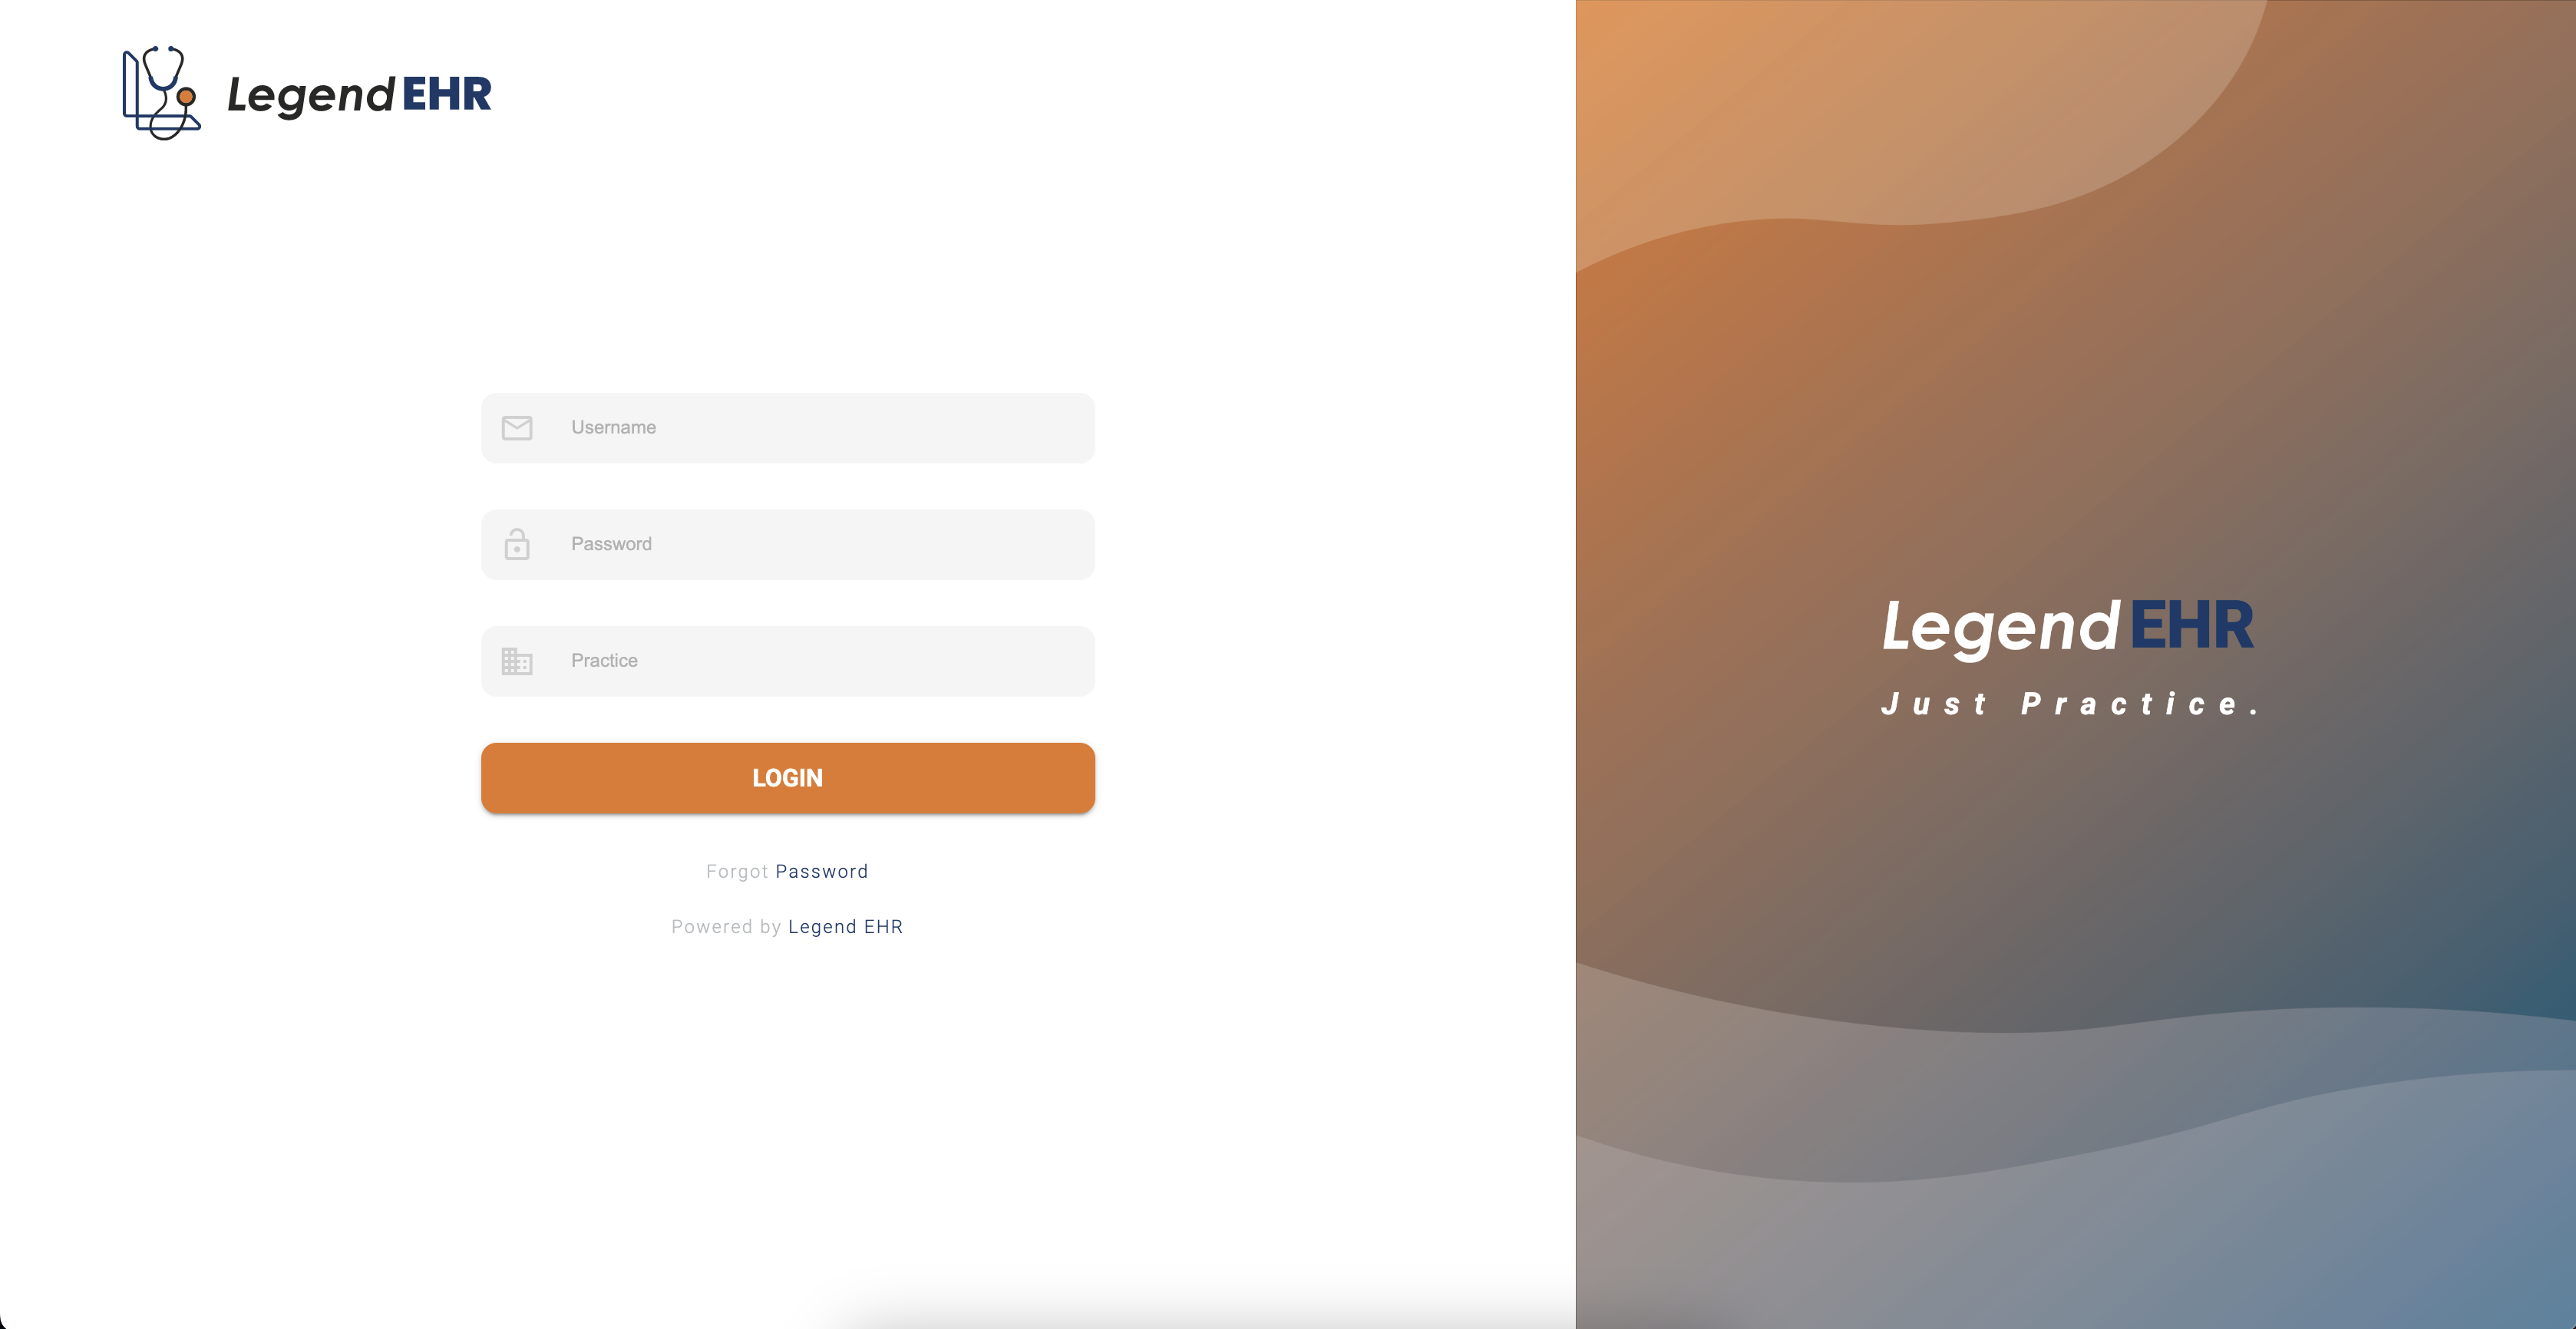 Legend EHR
Username
Password
Practice
LOGIN
Forgot Password
Powered by Legend EHR
Legend EHR
Just Practice.